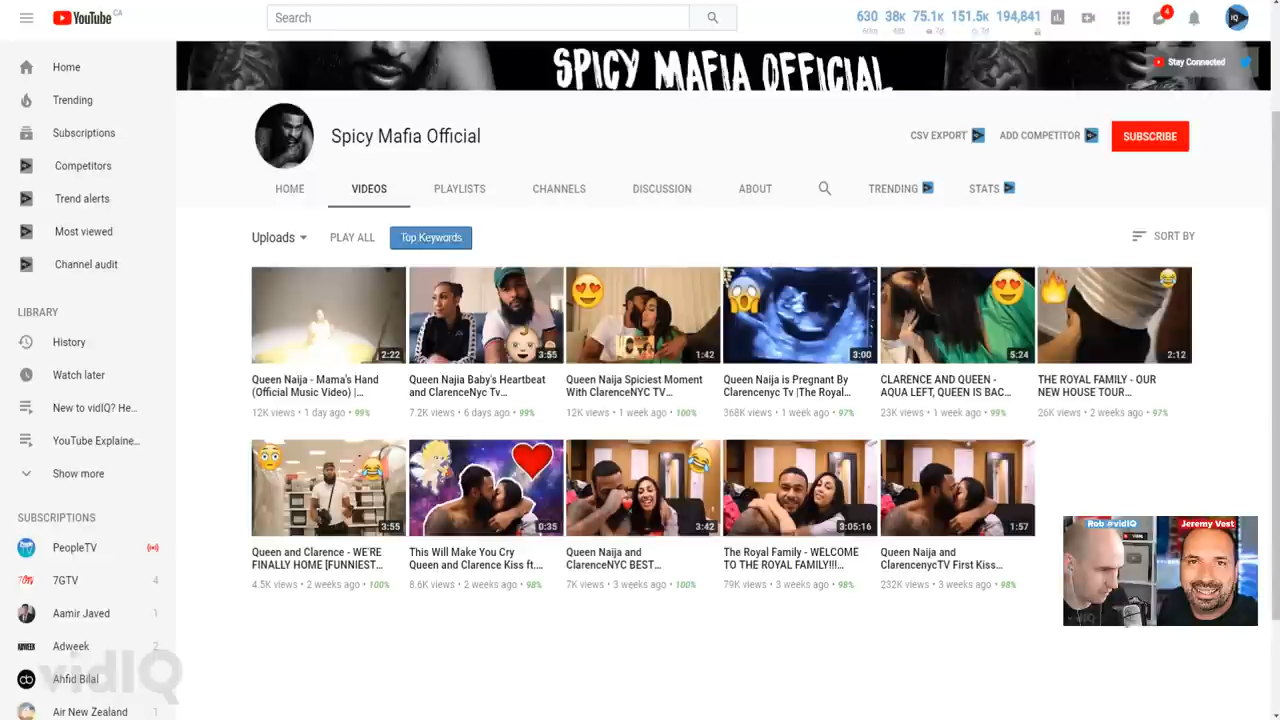 YouTube CA
Search
630 38K 75.1K 151.5K 194,841
60m 48h 7d 7d
4
IQ
Home
Trending
Subscriptions
Competitors
Trend alerts
Most viewed
Channel audit
LIBRARY
History
Watch later
New to vidIQ? He...
YouTube Explaine...
Show more
SUBSCRIPTIONS
PeopleTV
7GTV 4
Aamir Javed 1
Adweek 2
Ahfid Bilal
Air New Zealand 1
vidIQ
SPICY MAFIA OFFICIAL
Stay Connected
Spicy Mafia Official
CSV EXPORT
ADD COMPETITOR
SUBSCRIBE
HOME VIDEOS PLAYLISTS CHANNELS DISCUSSION ABOUT TRENDING STATS
Uploads PLAY ALL Top Keywords SORT BY
2:22
Queen Naija - Mama's Hand
(Official Music Video) |...
12K views • 1 day ago • 99%
3:55
Queen Najia Baby's Heartbeat
and ClarenceNyc Tv...
7.2K views • 6 days ago • 99%
1:42
Queen Naija Spiciest Moment
With ClarenceNYC TV...
12K views • 1 week ago • 100%
3:00
Queen Naija is Pregnant By
Clarencenyc Tv |The Royal...
368K views • 1 week ago • 97%
5:24
CLARENCE AND QUEEN -
AQUA LEFT, QUEEN IS BAC...
23K views • 1 week ago • 99%
2:12
THE ROYAL FAMILY - OUR
NEW HOUSE TOUR...
26K views • 2 weeks ago • 97%
3:55
Queen and Clarence - WE'RE
FINALLY HOME [FUNNIEST...
4.5K views • 2 weeks ago • 100%
0:35
This Will Make You Cry
Queen and Clarence Kiss ft....
8.6K views • 2 weeks ago • 98%
3:42
Queen Naija and
ClarenceNYC BEST...
7K views • 3 weeks ago • 100%
3:05:16
The Royal Family - WELCOME
TO THE ROYAL FAMILY!!!...
79K views • 3 weeks ago • 98%
1:57
Queen Naija and
ClarencenycTV First Kiss...
232K views • 3 weeks ago • 98%
Rob #vidIQ
Jeremy Vest